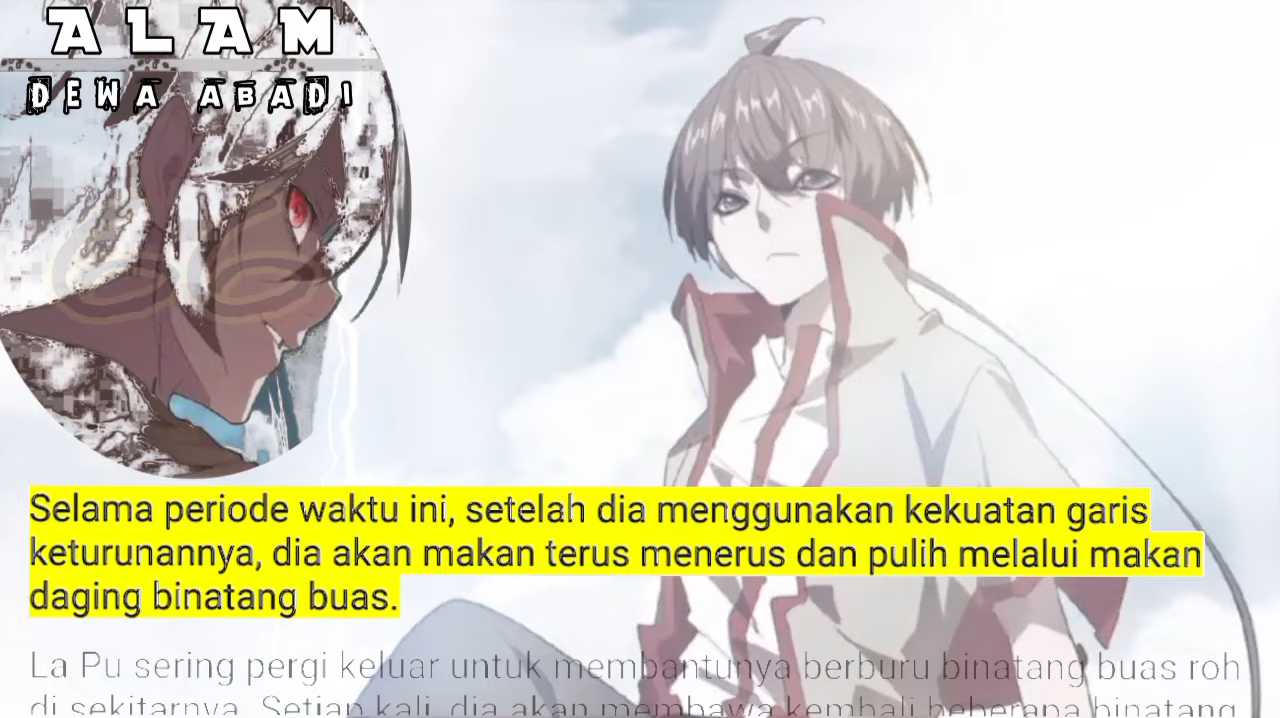 ALAM
DEWA ABADI
Selama periode waktu ini, setelah dia menggunakan kekuatan garis
keturunannya, dia akan makan terus menerus dan pulih melalui makan
daging binatang buas.
La Pu sering pergi keluar untuk membantunya berburu binatang buas roh
di sekitarnya. Setiap kali, dia akan membawa kembali beberapa binatang